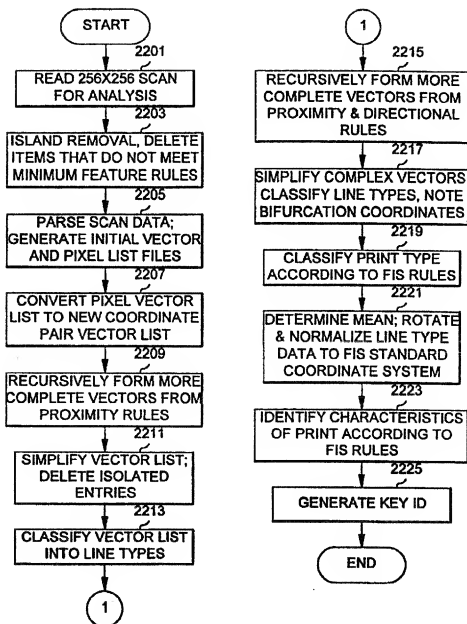 START
2201
READ 256X256 SCAN
FOR ANALYSIS
2203
ISLAND REMOVAL, DELETE
ITEMS THAT DO NOT MEET
MINIMUM FEATURE RULES
2205
PARSE SCAN DATA;
GENERATE INITIAL VECTOR
AND PIXEL LIST FILES
2207
CONVERT PIXEL VECTOR
LIST TO NEW COORDINATE
PAIR VECTOR LIST
2209
RECURSIVELY FORM MORE
COMPLETE VECTORS FROM
PROXIMITY RULES
2211
SIMPLIFY VECTOR LIST;
DELETE ISOLATED
ENTRIES
2213
CLASSIFY VECTOR LIST
INTO LINE TYPES
1
1
2215
RECURSIVELY FORM MORE
COMPLETE VECTORS FROM
PROXIMITY & DIRECTIONAL
RULES
2217
SIMPLIFY COMPLEX VECTORS
CLASSIFY LINE TYPES, NOTE
BIFURCATION COORDINATES
2219
CLASSIFY PRINT TYPE
ACCORDING TO FIS RULES
2221
DETERMINE MEAN; ROTATE
& NORMALIZE LINE TYPE
DATA TO FIS STANDARD
COORDINATE SYSTEM
2223
IDENTIFY CHARACTERISTICS
OF PRINT ACCORDING TO
FIS RULES
2225
GENERATE KEY ID
END